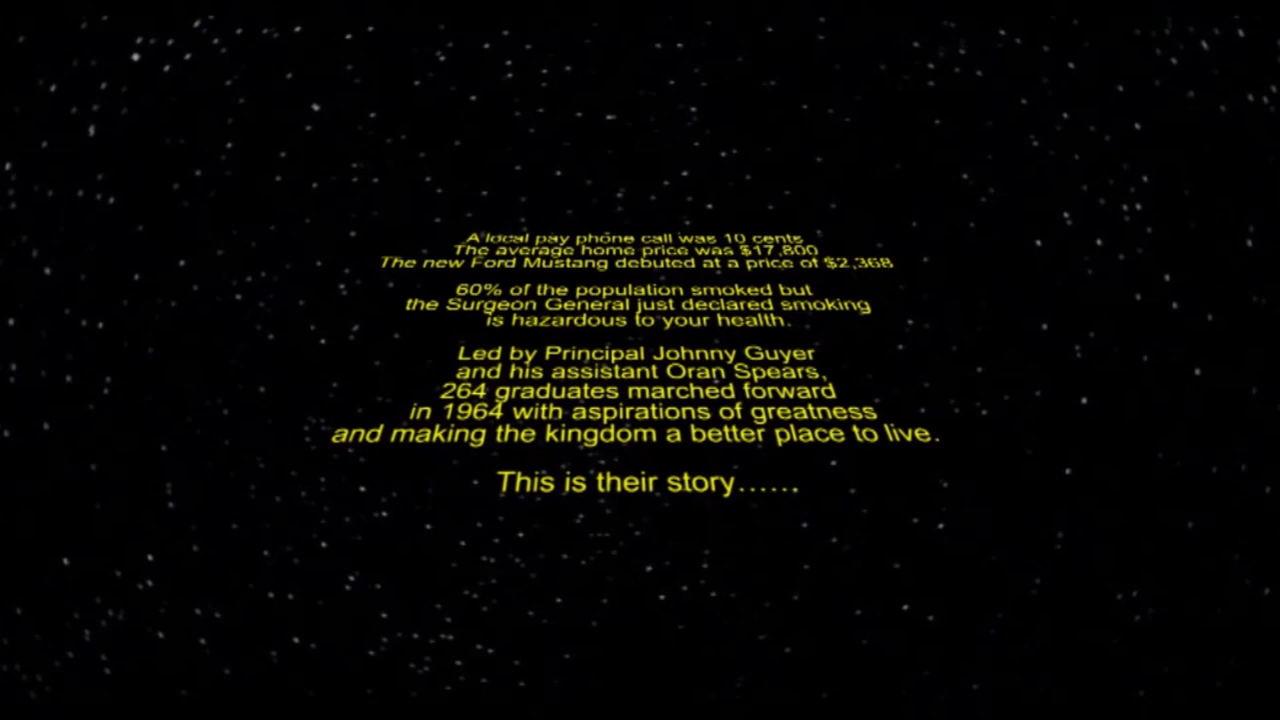 A local pay phone call was 10 cents
The average home price was $17,800
The new Ford Mustang debuted at a price of $2,368
60% of the population smoked but
the Surgeon General just declared smoking
is hazardous to your health.
Led by Principal Johnny Guyer
and his assistant Oran Spears,
264 graduates marched forward
in 1964 with aspirations of greatness
and making the kingdom a better place to live.
This is their story......